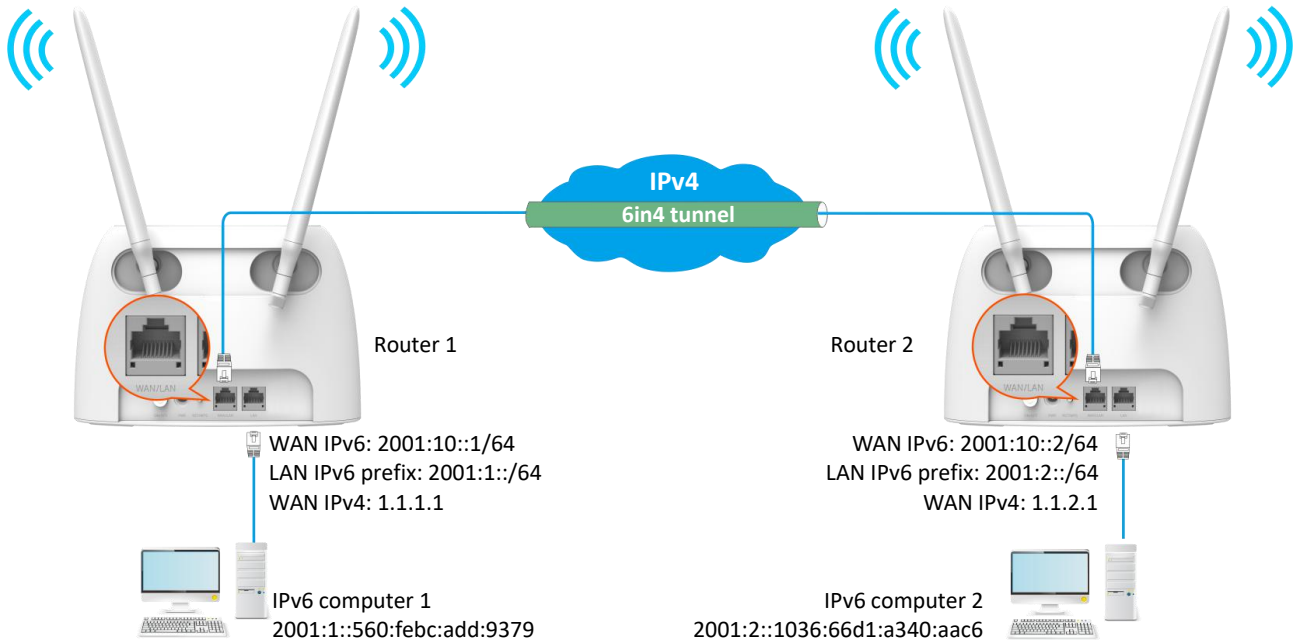 IPv4
6in4 tunnel
Router 1
Router 2
WAN/LAN
WAN/LAN
WAN IPv6: 2001:10::1/64
LAN IPv6 prefix: 2001:1::/64
WAN IPv4: 1.1.1.1
WAN IPv6: 2001:10::2/64
LAN IPv6 prefix: 2001:2::/64
WAN IPv4: 1.1.2.1
IPv6 computer 1
2001:1::560:febc:add:9379
IPv6 computer 2
2001:2::1036:66d1:a340:aac6